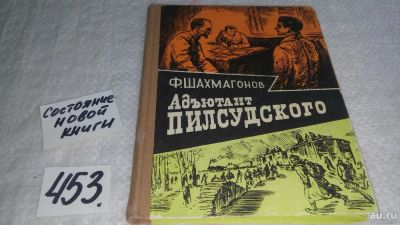 Ф.ШАХМАГОНОВ
Адъютант
ПИЛСУДСКОГО
Состояние
новой
книги
453.
au.ru